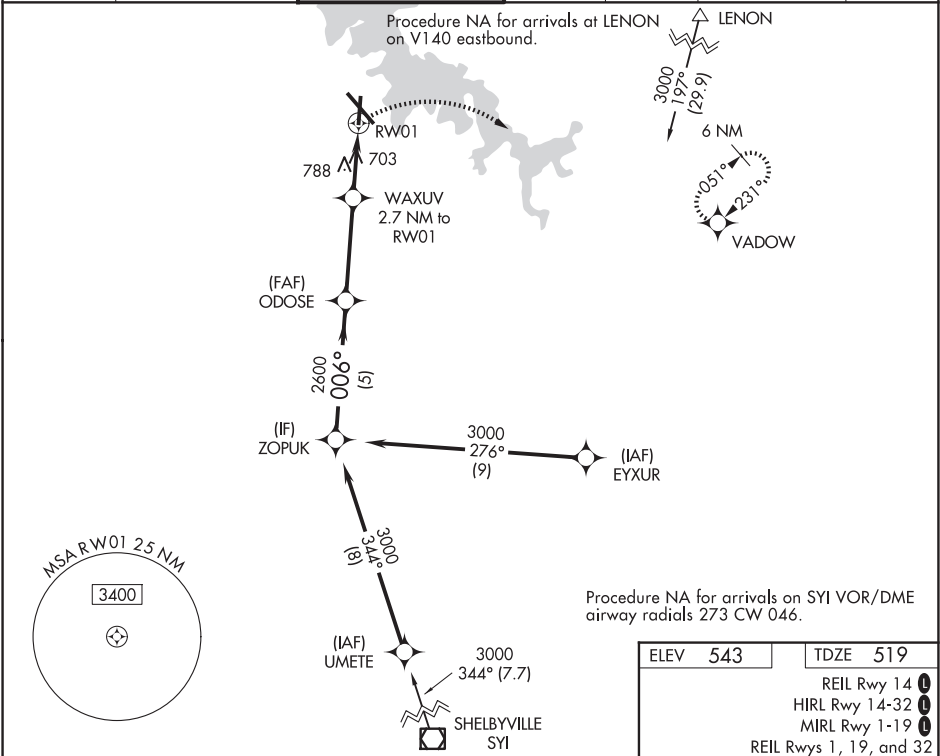 Procedure NA for arrivals at LENON
on V140 eastbound.
LENON
3000
197°
(29.9)
6 NM
051°
231°
VADOW
RW01
788
703
WAXUV
2.7 NM to
RW01
(FAF)
ODOSE
2600
006°
(5)
(IF)
ZOPUK
3000
276°
(9)
(IAF)
EYXUR
3000
344°
(8)
MSA RW01 25 NM
3400
(IAF)
UMETE
3000
344° (7.7)
SHELBYVILLE
SYI
Procedure NA for arrivals on SYI VOR/DME
airway radials 273 CW 046.
ELEV 543
TDZE 519
REIL Rwy 14 L
HIRL Rwy 14-32 L
MIRL Rwy 1-19 L
REIL Rwys 1, 19, and 32